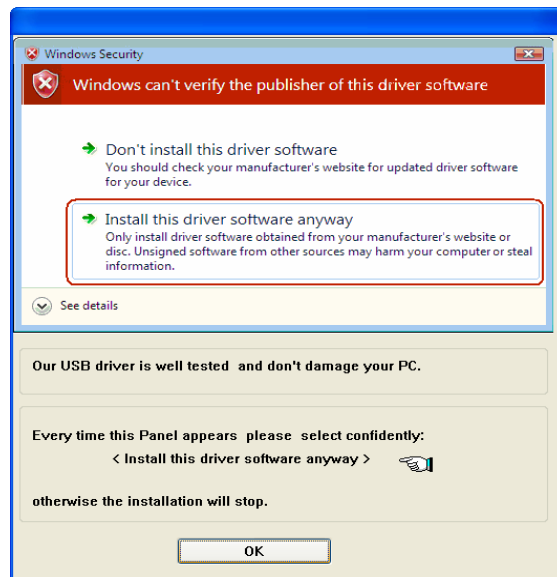 Windows Security
Windows can't verify the publisher of this driver software
Don't install this driver software
You should check your manufacturer's website for updated driver software
for your device.
Install this driver software anyway
Only install driver software obtained from your manufacturer's website or
disc. Unsigned software from other sources may harm your computer or steal
information.
See details
Our USB driver is well tested and don't damage your PC.
Every time this Panel appears please select confidently:
< Install this driver software anyway >
otherwise the installation will stop.
OK